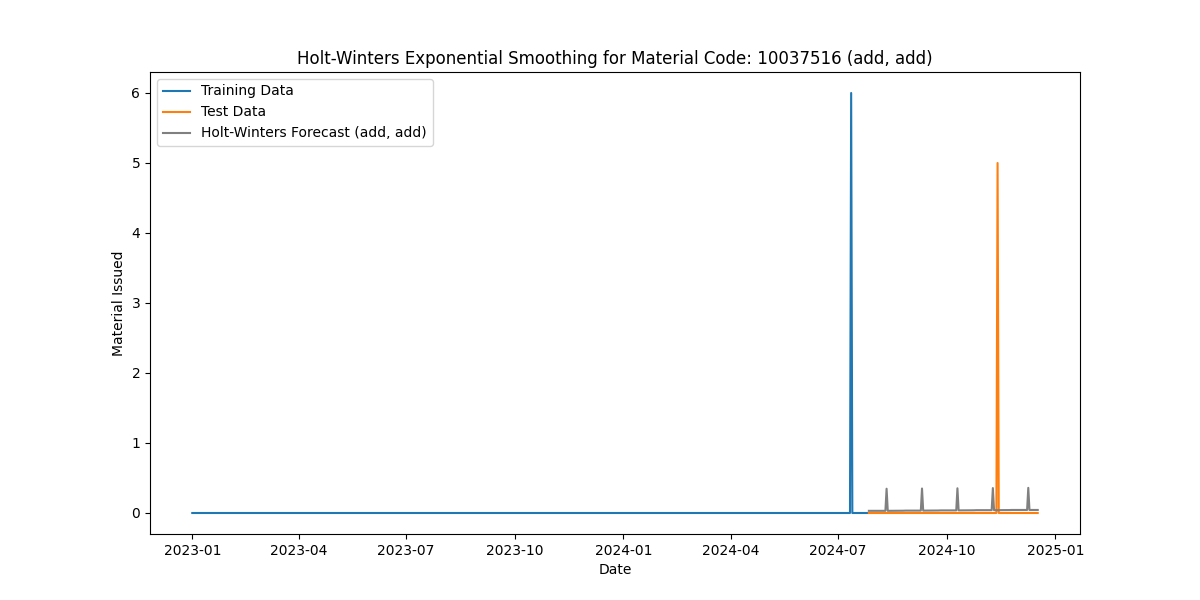 Holt-Winters Exponential Smoothing for Material Code: 10037516 (add, add)
Training Data
Test Data
Holt-Winters Forecast (add, add)
6
5
4
3
2
1
0
Material Issued
2023-01 2023-04 2023-07 2023-10 2024-01 2024-04 2024-07 2024-10 2025-01
Date